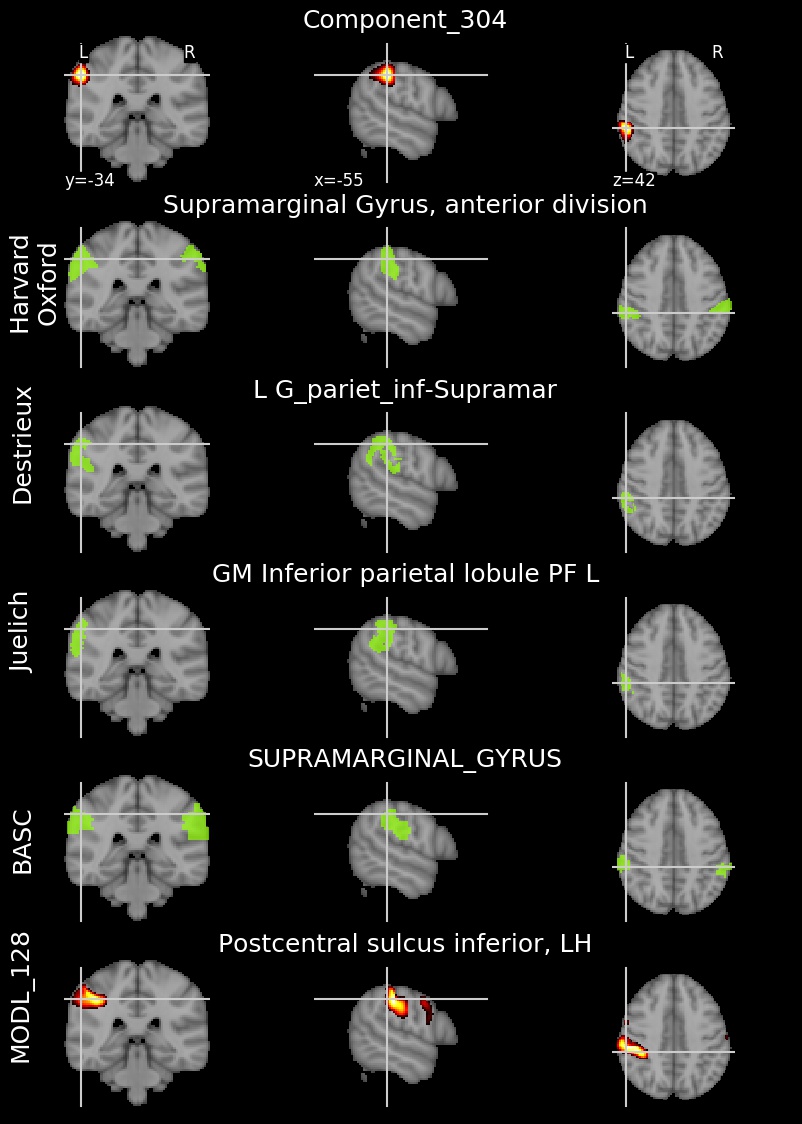 Component_304
L R
L R
y=-34
x=-55
z=42
Supramarginal Gyrus, anterior division
Harvard
Oxford
L G_pariet_inf-Supramar
Destrieux
GM Inferior parietal lobule PF L
Juelich
SUPRAMARGINAL_GYRUS
BASC
Postcentral sulcus inferior, LH
MODL_128